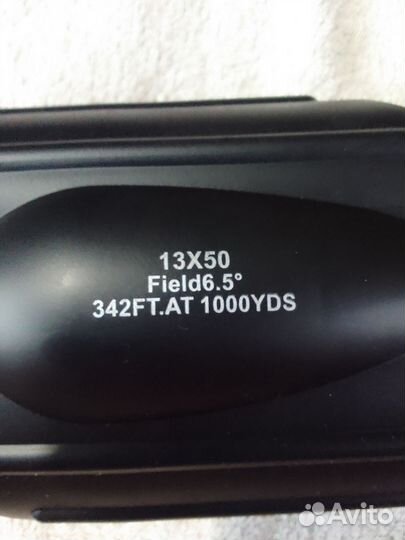 13X50
Field6.5°
342FT.AT 1000YDS
Avito